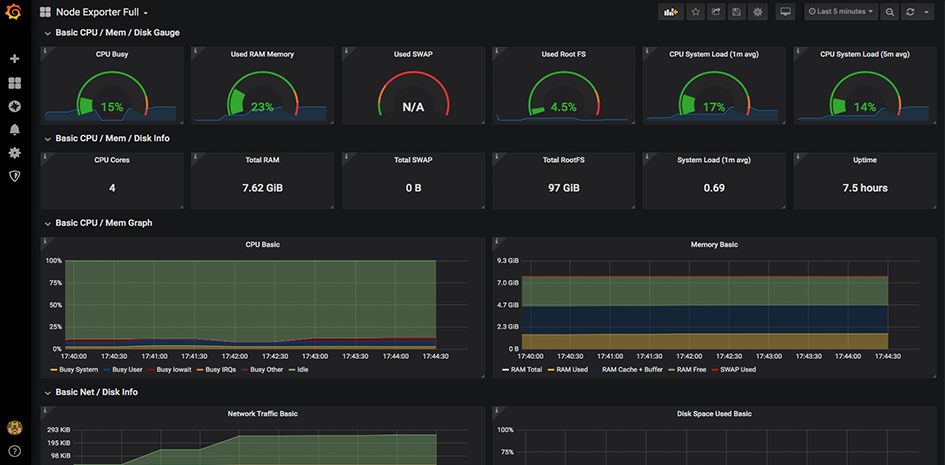 Node Exporter Full
Last 5 minutes
Basic CPU / Mem / Disk Gauge
CPU Busy
Used RAM Memory
Used SWAP
Used Root FS
CPU System Load (1m avg)
CPU System Load (5m avg)
15%
23%
N/A
4.5%
17%
14%
Basic CPU / Mem / Disk Info
CPU Cores
Total RAM
Total SWAP
Total RootFS
System Load (1m avg)
Uptime
4
7.62 GiB
0 B
97 GiB
0.69
7.5 hours
Basic CPU / Mem Graph
CPU Basic
100%
75%
50%
25%
0%
17:40:00 17:40:30 17:41:00 17:41:30 17:42:00 17:42:30 17:43:00 17:43:30 17:44:00 17:44:30
Busy System Busy User Busy Iowait Busy IRQs Busy Other Idle
Memory Basic
9.3 GiB
7.0 GiB
4.7 GiB
2.3 GiB
0 B
17:40:00 17:40:30 17:41:00 17:41:30 17:42:00 17:42:30 17:43:00 17:43:30 17:44:00 17:44:30
RAM Total RAM Used RAM Cache + Buffer RAM Free SWAP Used
Basic Net / Disk Info
Network Traffic Basic
293 KiB
195 KiB
98 KiB
Disk Space Used Basic
100%
75%